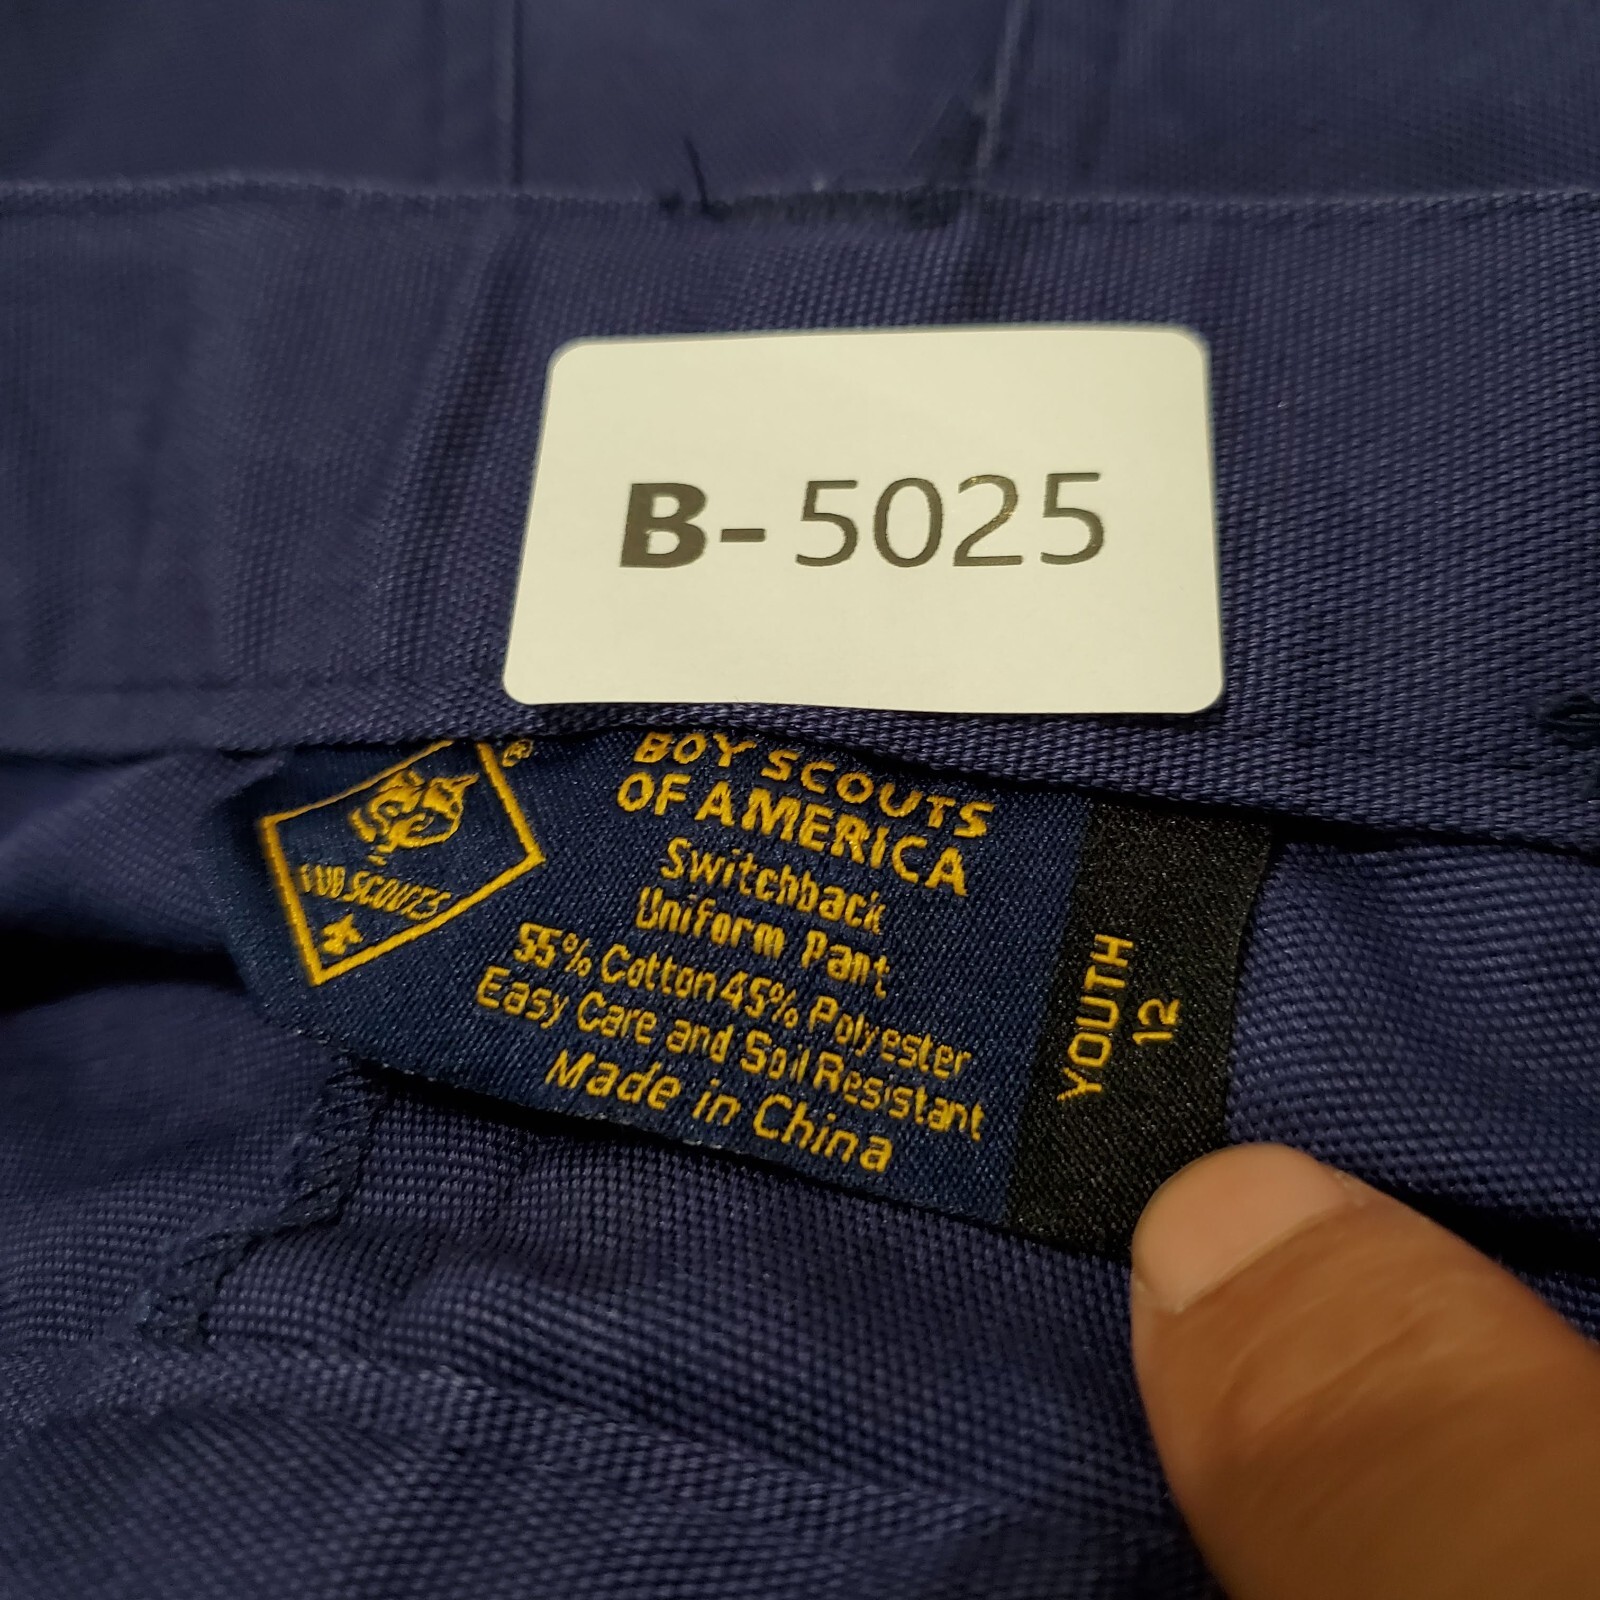 B-5025
BOY SCOUTS
OF AMERICA
Switchback
Uniform Pant
55% Cotton 45% Polyester
Easy Care and Soil Resistant
Made in China
CUB SCOUTS
®
YOUTH
12